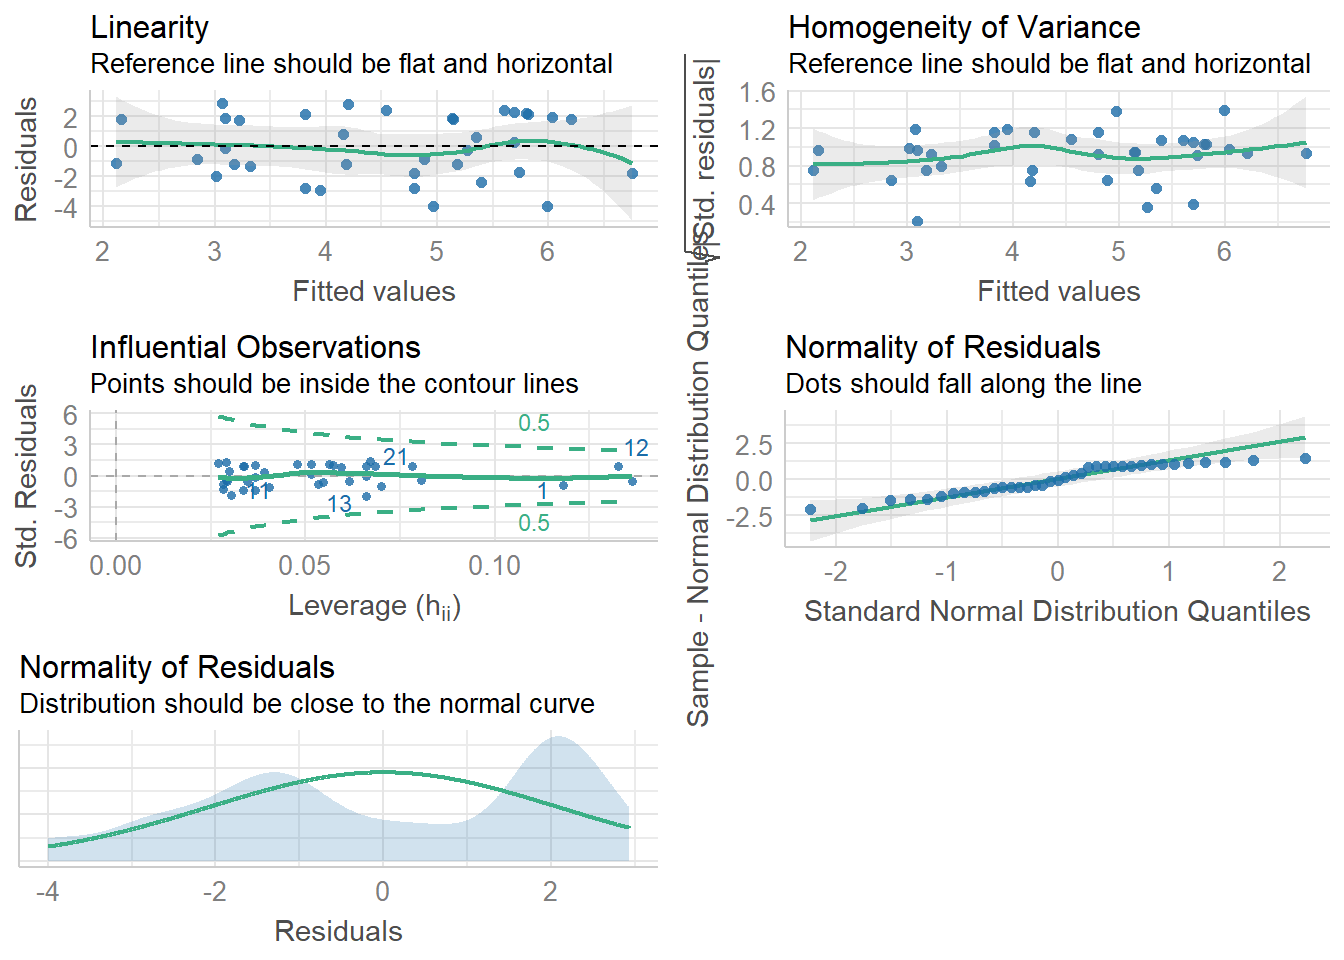 Linearity
Reference line should be flat and horizontal
Residuals
2
0
-2
-4
2
3
4
5
6
Fitted values
Homogeneity of Variance
Reference line should be flat and horizontal
√|Std. residuals|
1.6
1.2
0.8
0.4
2
3
4
5
6
Fitted values
Influential Observations
Points should be inside the contour lines
Std. Residuals
6
3
0
-3
-6
0.5
12
21
11
1
13
0.5
0.00
0.05
0.10
Leverage (hii)
Normality of Residuals
Dots should fall along the line
Sample - Normal Distribution Quantiles
2.5
0.0
-2.5
-2
-1
0
1
2
Standard Normal Distribution Quantiles
Normality of Residuals
Distribution should be close to the normal curve
-4
-2
0
2
Residuals